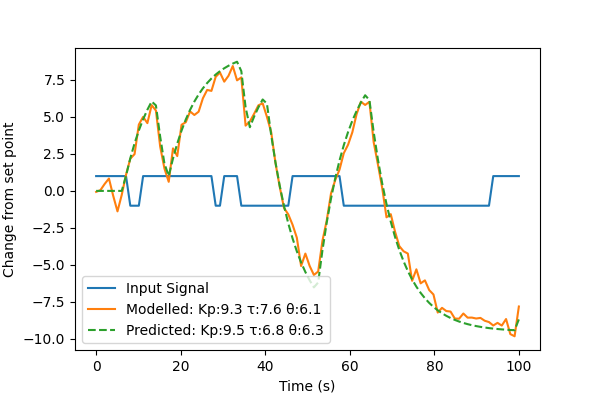 Change from set point
7.5
5.0
2.5
0.0
−2.5
−5.0
−7.5
−10.0
Input Signal
Modelled: Kp:9.3 τ:7.6 θ:6.1
Predicted: Kp:9.5 τ:6.8 θ:6.3
0 20 40 60 80 100
Time (s)